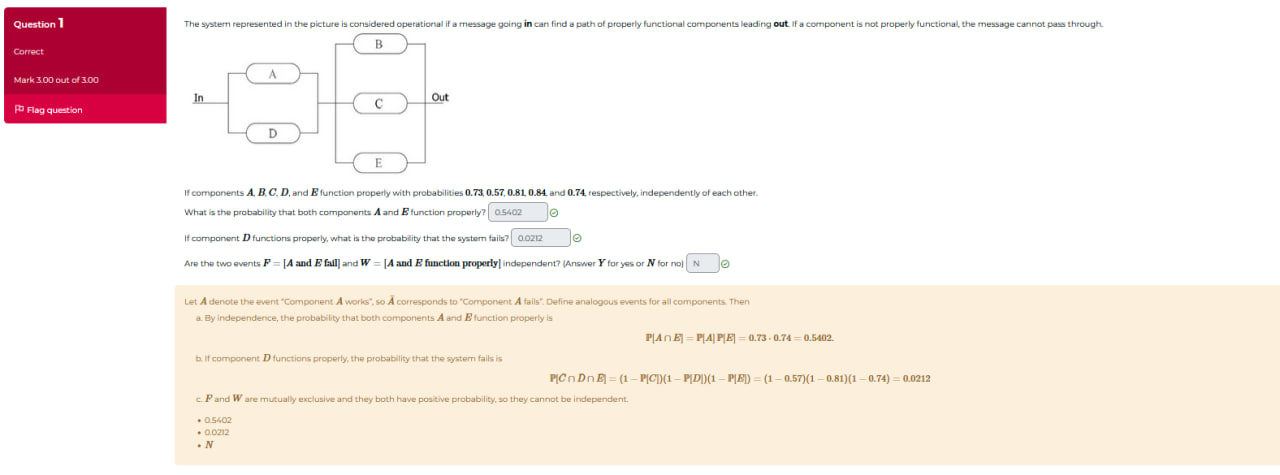 Question 1
Correct
Mark 3.00 out of 3.00
Flag question
The system represented in the picture is considered operational if a message going in can find a path of properly functional components leading out. If a component is not properly functional, the message cannot pass through.
B
A
In
C
Out
D
E
If components A, B, C, D, and E function properly with probabilities 0.73, 0.57, 0.81, 0.84, and 0.74, respectively, independently of each other.
What is the probability that both components A and E function properly? 0.5402
If component D functions properly, what is the probability that the system fails? 0.0212
Are the two events F = [A and E fail] and W = [A and E function properly] independent? (Answer Y for yes or N for no) N
Let A denote the event "Component A works", so Ā corresponds to "Component A fails". Define analogous events for all components. Then
a. By independence, the probability that both components A and E function properly is
P[A ∩ E] = P[A] P[E] = 0.73 · 0.74 = 0.5402.
b. If component D functions properly, the probability that the system fails is
P[C̄ ∩ D̄ ∩ Ē] = (1 − P[C])(1 − P[D])(1 − P[E]) = (1 − 0.57)(1 − 0.81)(1 − 0.74) = 0.0212
c. F and W are mutually exclusive and they both have positive probability, so they cannot be independent.
• 0.5402
• 0.0212
• N